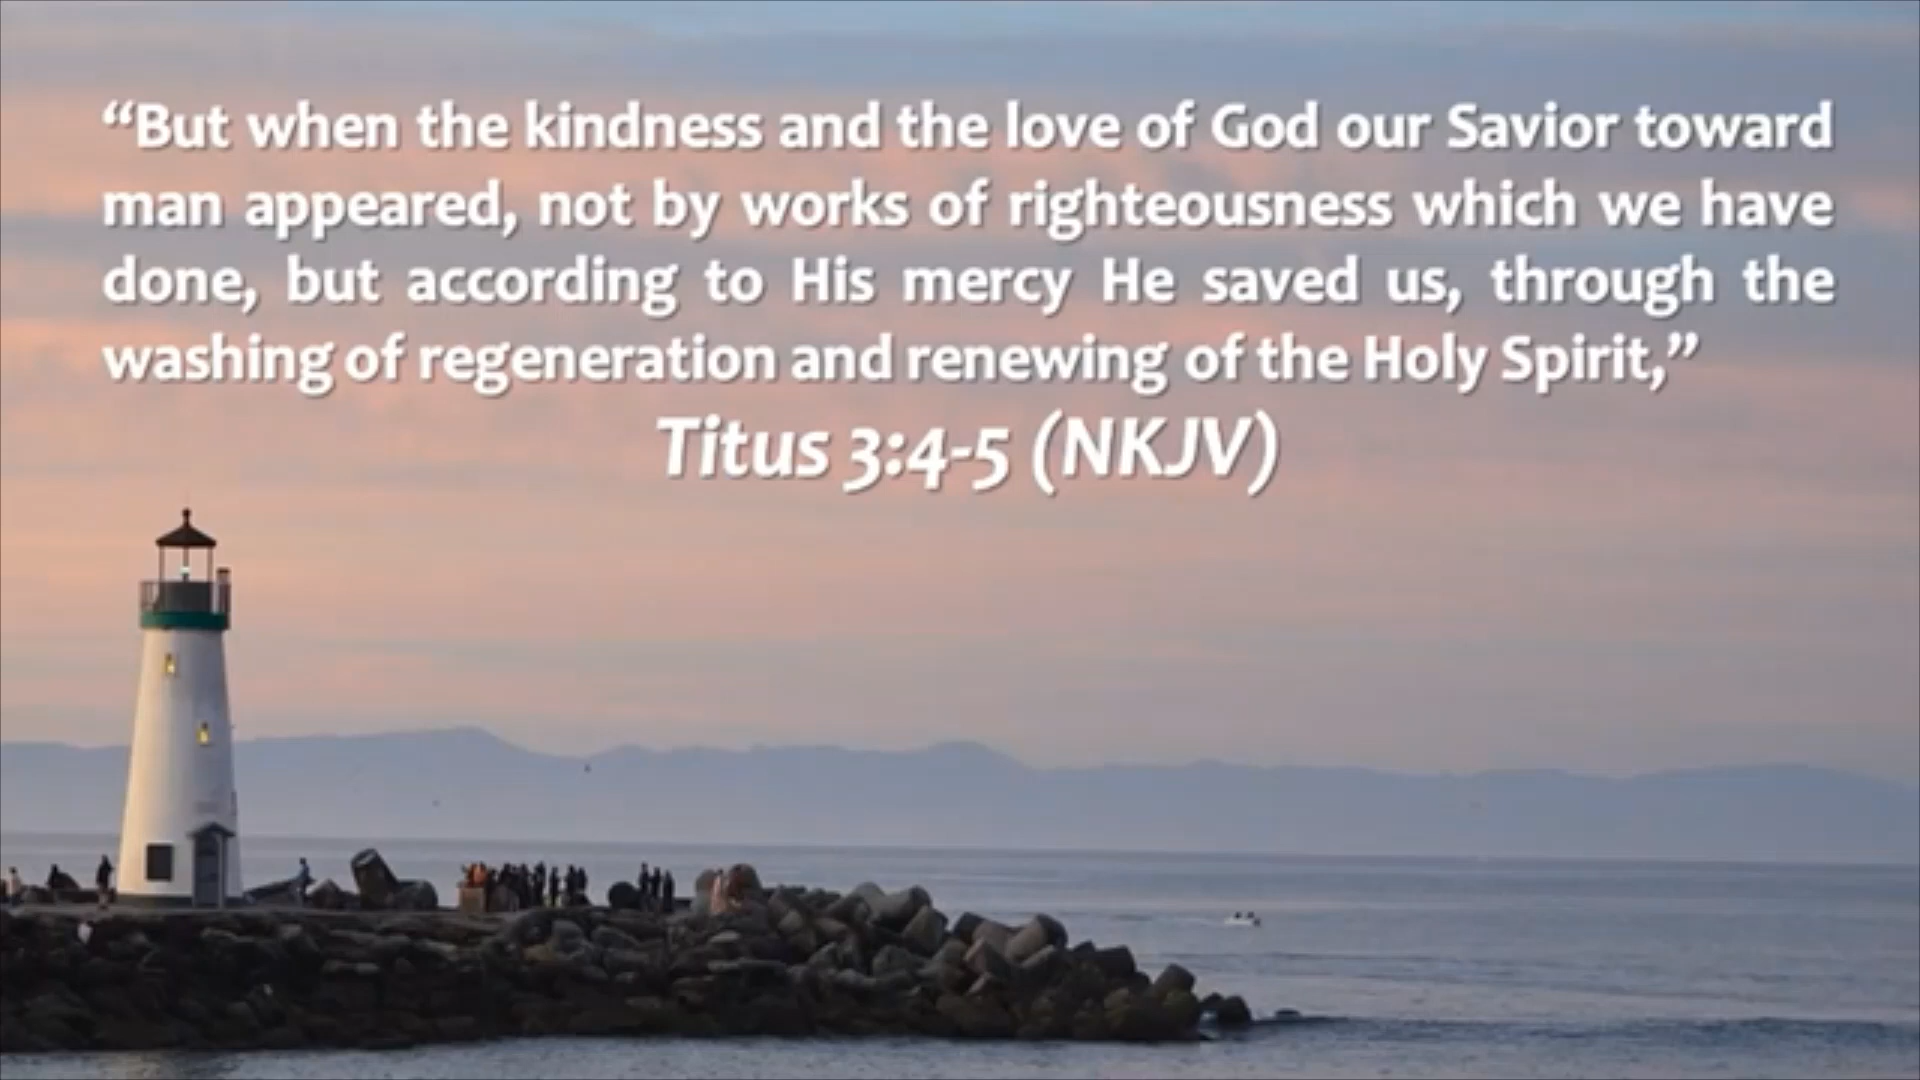 “But when the kindness and the love of God our Savior toward
man appeared, not by works of righteousness which we have
done, but according to His mercy He saved us, through the
washing of regeneration and renewing of the Holy Spirit,”
Titus 3:4-5 (NKJV)